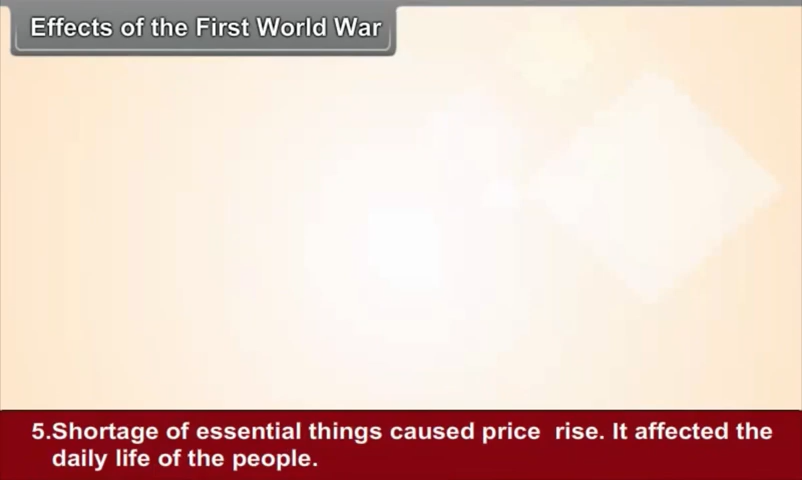 Effects of the First World War
5.Shortage of essential things caused price  rise. It affected the
daily life of the people.